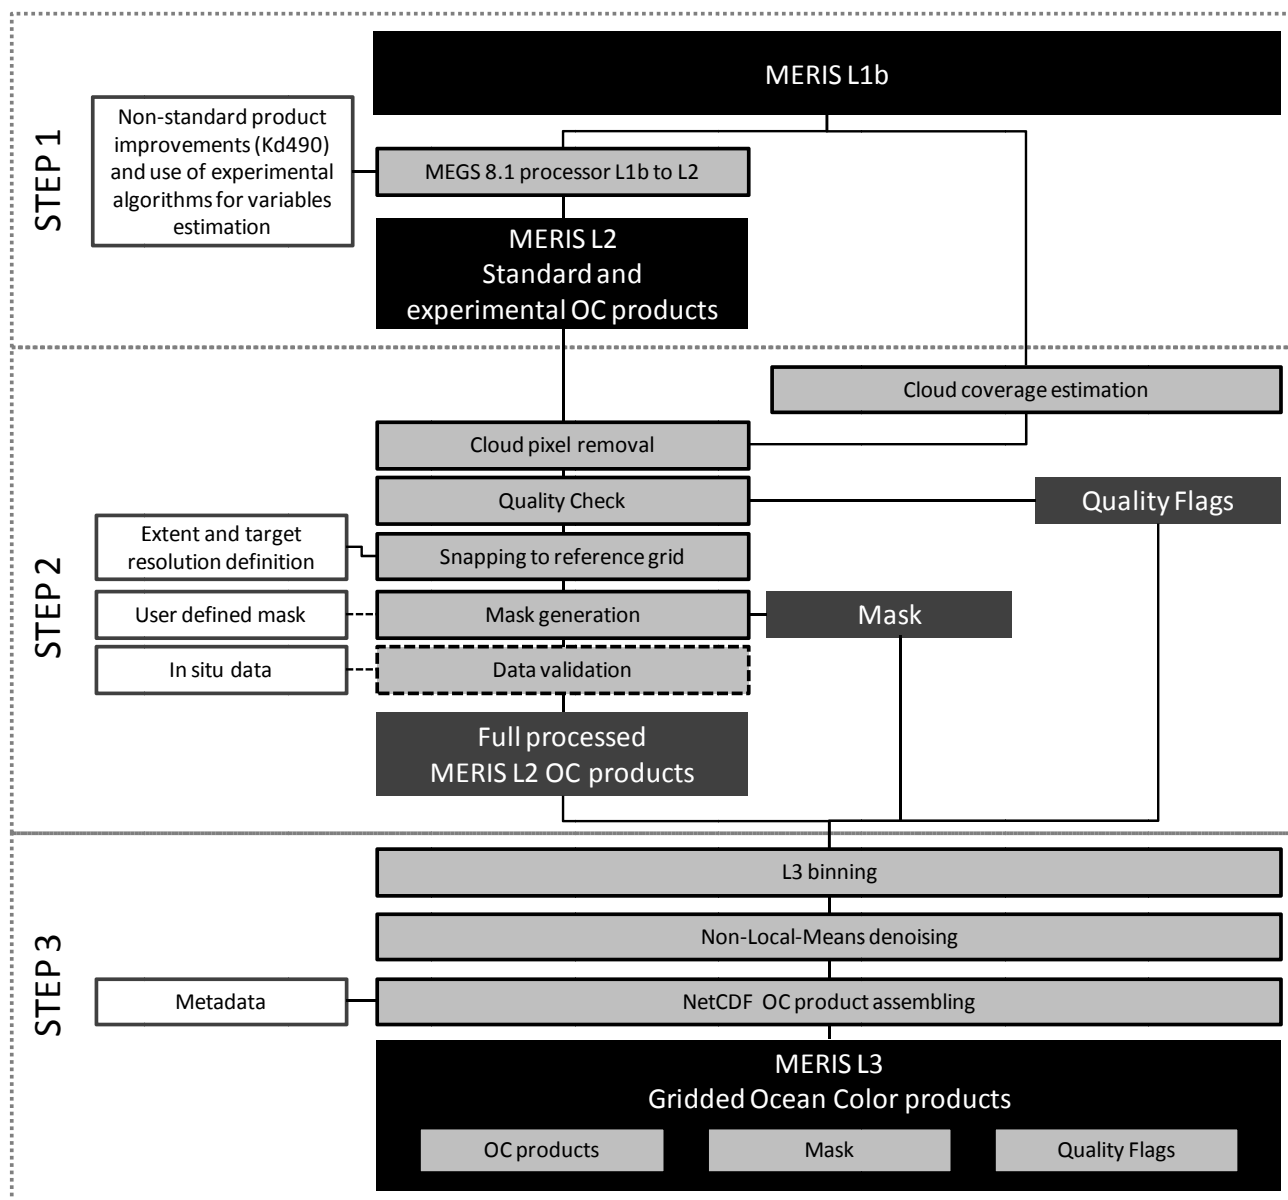 STEP 1
MERIS L1b
Non-standard product
improvements (Kd490)
and use of experimental
algorithms for variables
estimation
MEGS 8.1 processor L1b to L2
MERIS L2
Standard and
experimental OC products
STEP 2
Cloud coverage estimation
Cloud pixel removal
Quality Check
Quality Flags
Extent and target
resolution definition
Snapping to reference grid
User defined mask
Mask generation
Mask
In situ data
Data validation
Full processed
MERIS L2 OC products
STEP 3
L3 binning
Non-Local-Means denoising
Metadata
NetCDF OC product assembling
MERIS L3
Gridded Ocean Color products
OC products
Mask
Quality Flags